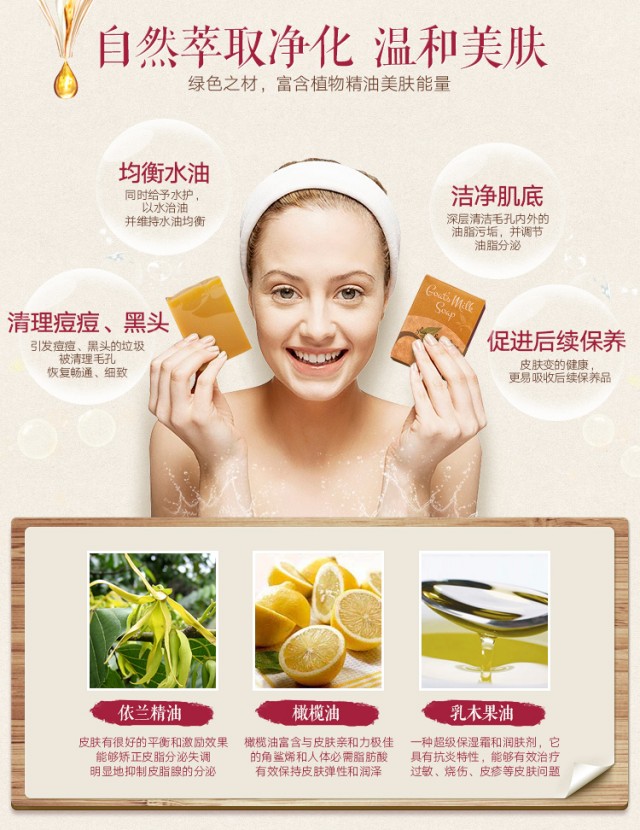 自然萃取净化 温和美肤
绿色之材，富含植物精油美肤能量
均衡水油
同时给予水护，
以水治油
并维持水油均衡
洁净肌底
深层清洁毛孔内外的
油脂污垢，并调节
油脂分泌
清理痘痘、黑头
引发痘痘、黑头的垃圾
被清理毛孔
恢复畅通、细致
Goat's Milk
Soap
促进后续保养
皮肤变的健康，
更易吸收后续保养品
依兰精油
皮肤有很好的平衡和激励效果
能够矫正皮脂分泌失调
明显地抑制皮脂腺的分泌
橄榄油
橄榄油富含与皮肤亲和力极佳
的角鲨烯和人体必需脂肪酸
有效保持皮肤弹性和润泽
乳木果油
一种超级保湿霜和润肤剂，它
具有抗炎特性，能够有效治疗
过敏、烧伤、皮疹等皮肤问题